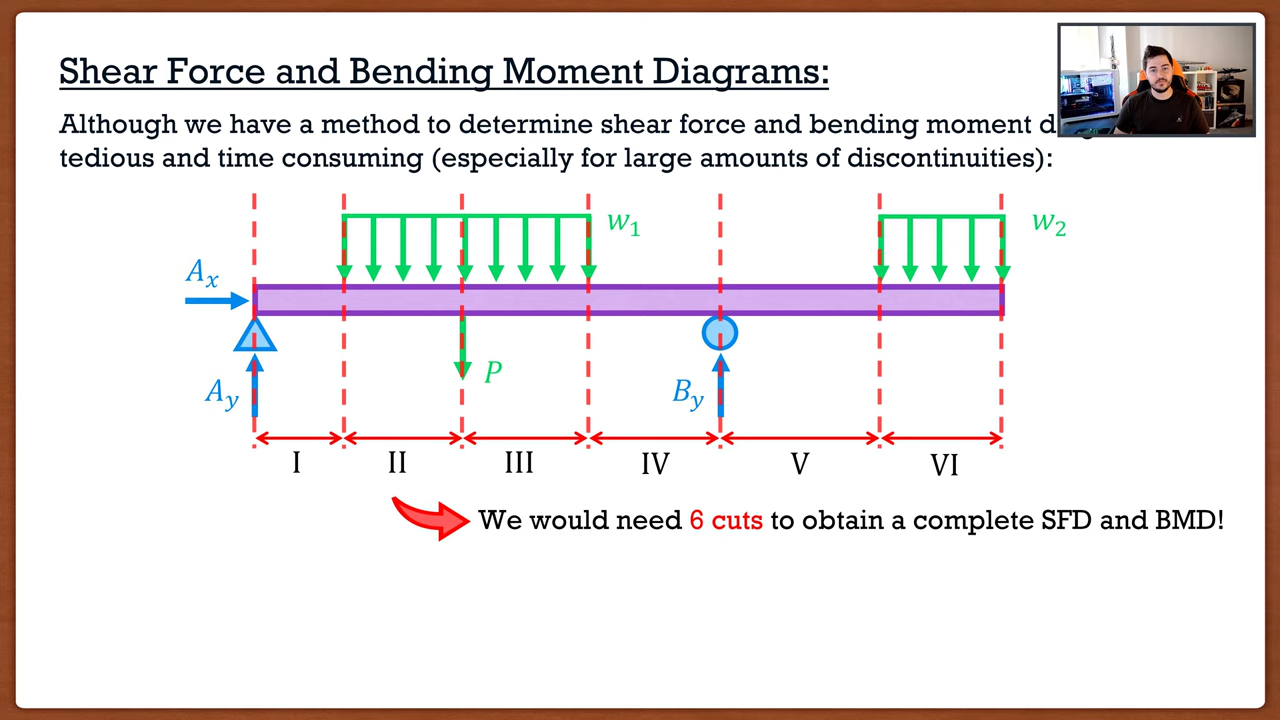 Shear Force and Bending Moment Diagrams:
Although we have a method to determine shear force and bending moment
tedious and time consuming (especially for large amounts of discontinuities):
w₁
w₂
Aₓ
P
A_y
B_y
I II III IV V VI
We would need 6 cuts to obtain a complete SFD and BMD!